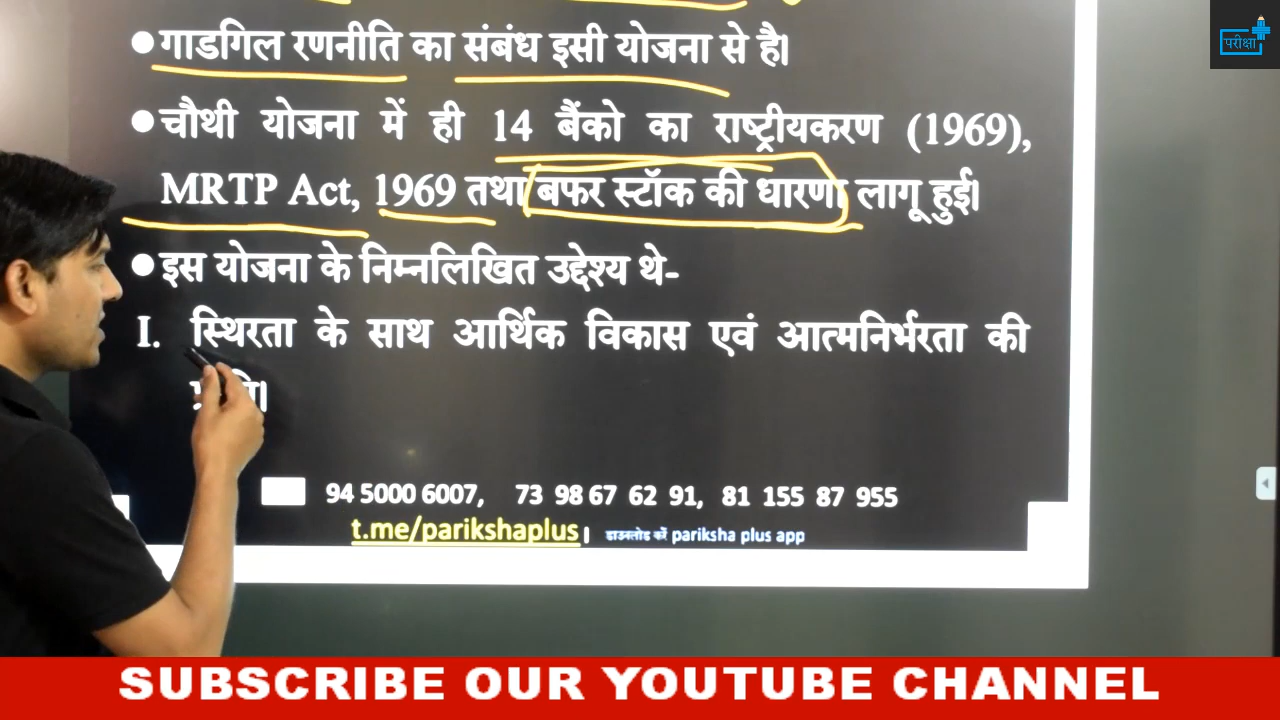 परीक्षा
●गाडगिल रणनीति का संबंध इसी योजना से है।
●चौथी योजना में ही 14 बैंको का राष्ट्रीयकरण (1969),
MRTP Act, 1969 तथा बफर स्टॉक की धारणा लागू हुई।
●इस योजना के निम्नलिखित उद्देश्य थे-
I. स्थिरता के साथ आर्थिक विकास एवं आत्मनिर्भरता की
94 5000 6007, 73 98 67 62 91, 81 155 87 955
t.me/parikshaplus। डाउनलोड करें pariksha plus app
SUBSCRIBE OUR YOUTUBE CHANNEL